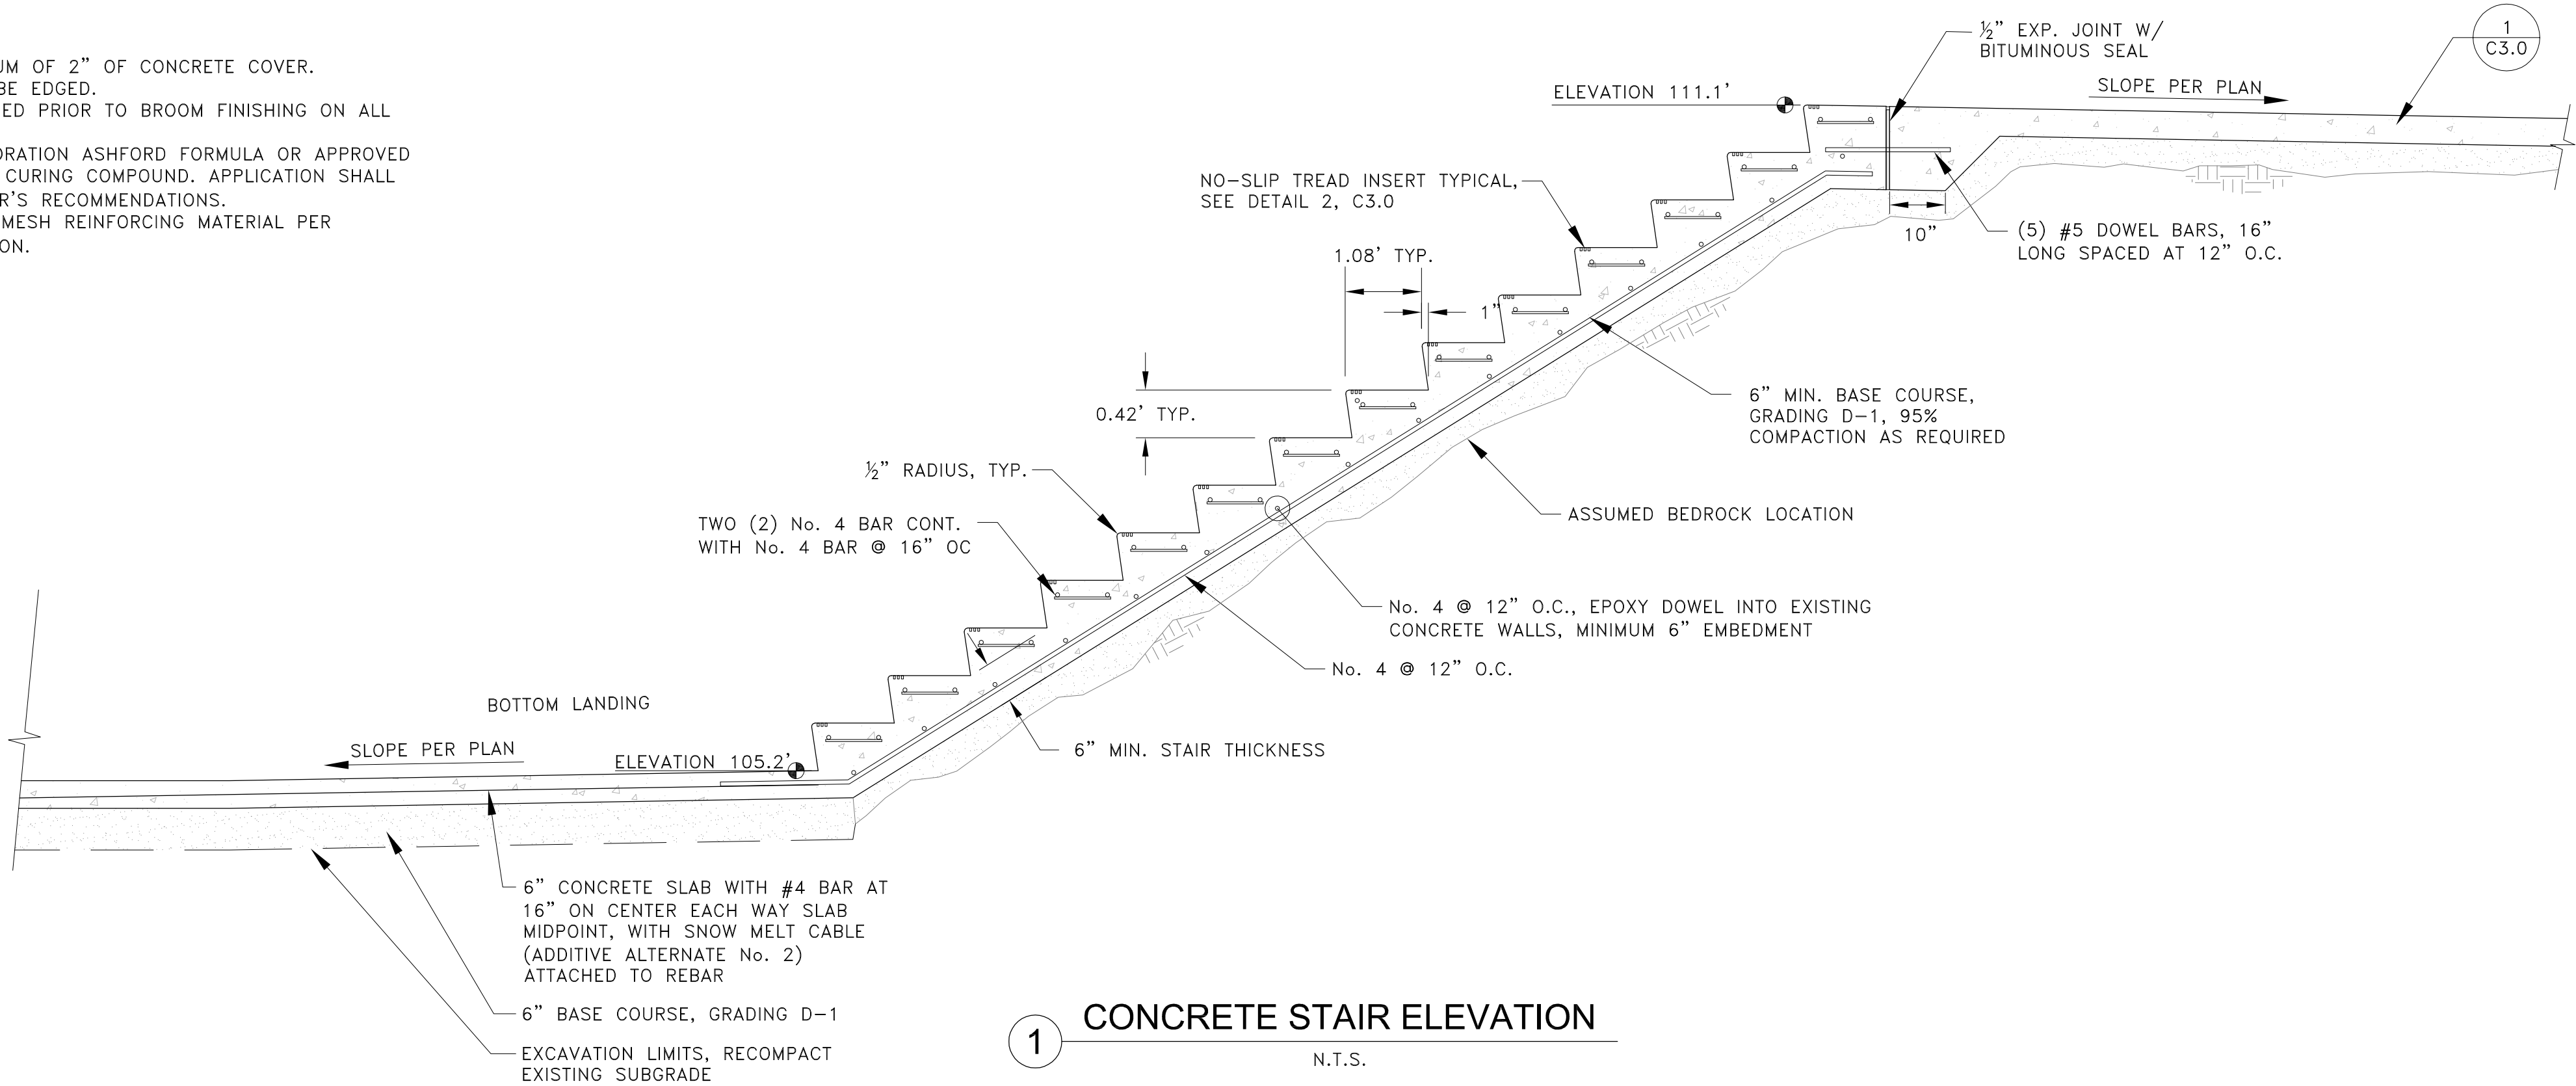 UM OF 2” OF CONCRETE COVER.
BE EDGED.
ED PRIOR TO BROOM FINISHING ON ALL
ORATION ASHFORD FORMULA OR APPROVED
CURING COMPOUND. APPLICATION SHALL
R’S RECOMMENDATIONS.
MESH REINFORCING MATERIAL PER
ON.
½” EXP. JOINT W/
BITUMINOUS SEAL
1
C3.0
ELEVATION 111.1’
SLOPE PER PLAN
NO-SLIP TREAD INSERT TYPICAL,
SEE DETAIL 2, C3.0
10”
(5) #5 DOWEL BARS, 16”
LONG SPACED AT 12” O.C.
1.08’ TYP.
1”
0.42’ TYP.
6” MIN. BASE COURSE,
GRADING D-1, 95%
COMPACTION AS REQUIRED
½” RADIUS, TYP.
ASSUMED BEDROCK LOCATION
TWO (2) No. 4 BAR CONT.
WITH No. 4 BAR @ 16” OC
No. 4 @ 12” O.C., EPOXY DOWEL INTO EXISTING
CONCRETE WALLS, MINIMUM 6” EMBEDMENT
No. 4 @ 12” O.C.
BOTTOM LANDING
SLOPE PER PLAN
ELEVATION 105.2’
6” MIN. STAIR THICKNESS
6” CONCRETE SLAB WITH #4 BAR AT
16” ON CENTER EACH WAY SLAB
MIDPOINT, WITH SNOW MELT CABLE
(ADDITIVE ALTERNATE No. 2)
ATTACHED TO REBAR
6” BASE COURSE, GRADING D-1
EXCAVATION LIMITS, RECOMPACT
EXISTING SUBGRADE
1
CONCRETE STAIR ELEVATION
N.T.S.